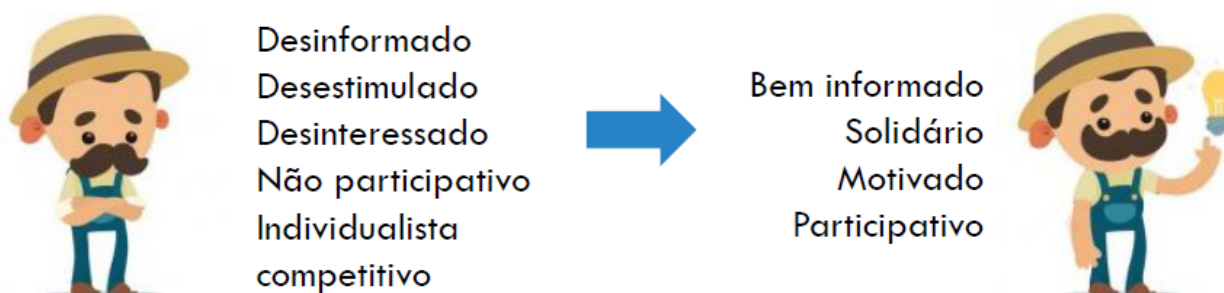 Desinformado
Desestimulado
Desinteressado
Não participativo
Individualista
competitivo
Bem informado
Solidário
Motivado
Participativo